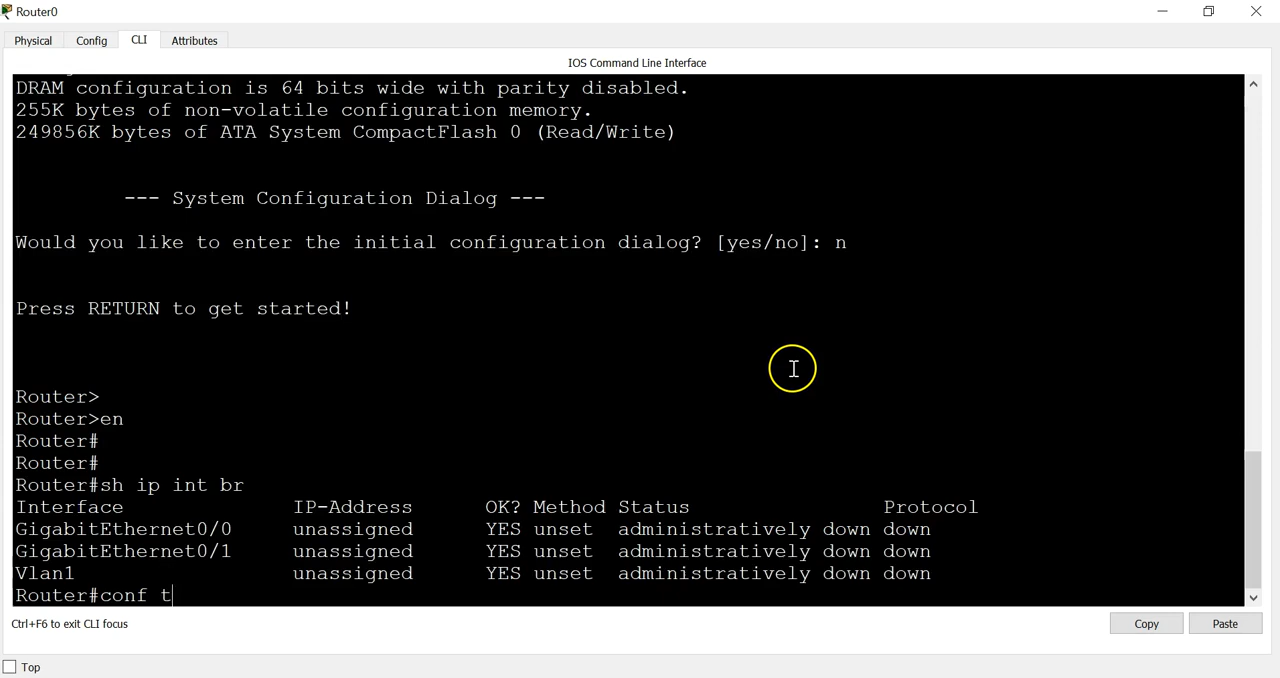 Router0
Physical Config CLI Attributes
IOS Command Line Interface
DRAM configuration is 64 bits wide with parity disabled.
255K bytes of non-volatile configuration memory.
249856K bytes of ATA System CompactFlash 0 (Read/Write)
--- System Configuration Dialog ---
Would you like to enter the initial configuration dialog? [yes/no]: n
Press RETURN to get started!
Router>
Router>en
Router#
Router#
Router#sh ip int br
Interface IP-Address OK? Method Status Protocol
GigabitEthernet0/0 unassigned YES unset administratively down down
GigabitEthernet0/1 unassigned YES unset administratively down down
Vlan1 unassigned YES unset administratively down down
Router#conf t
Ctrl+F6 to exit CLI focus
Copy Paste
Top